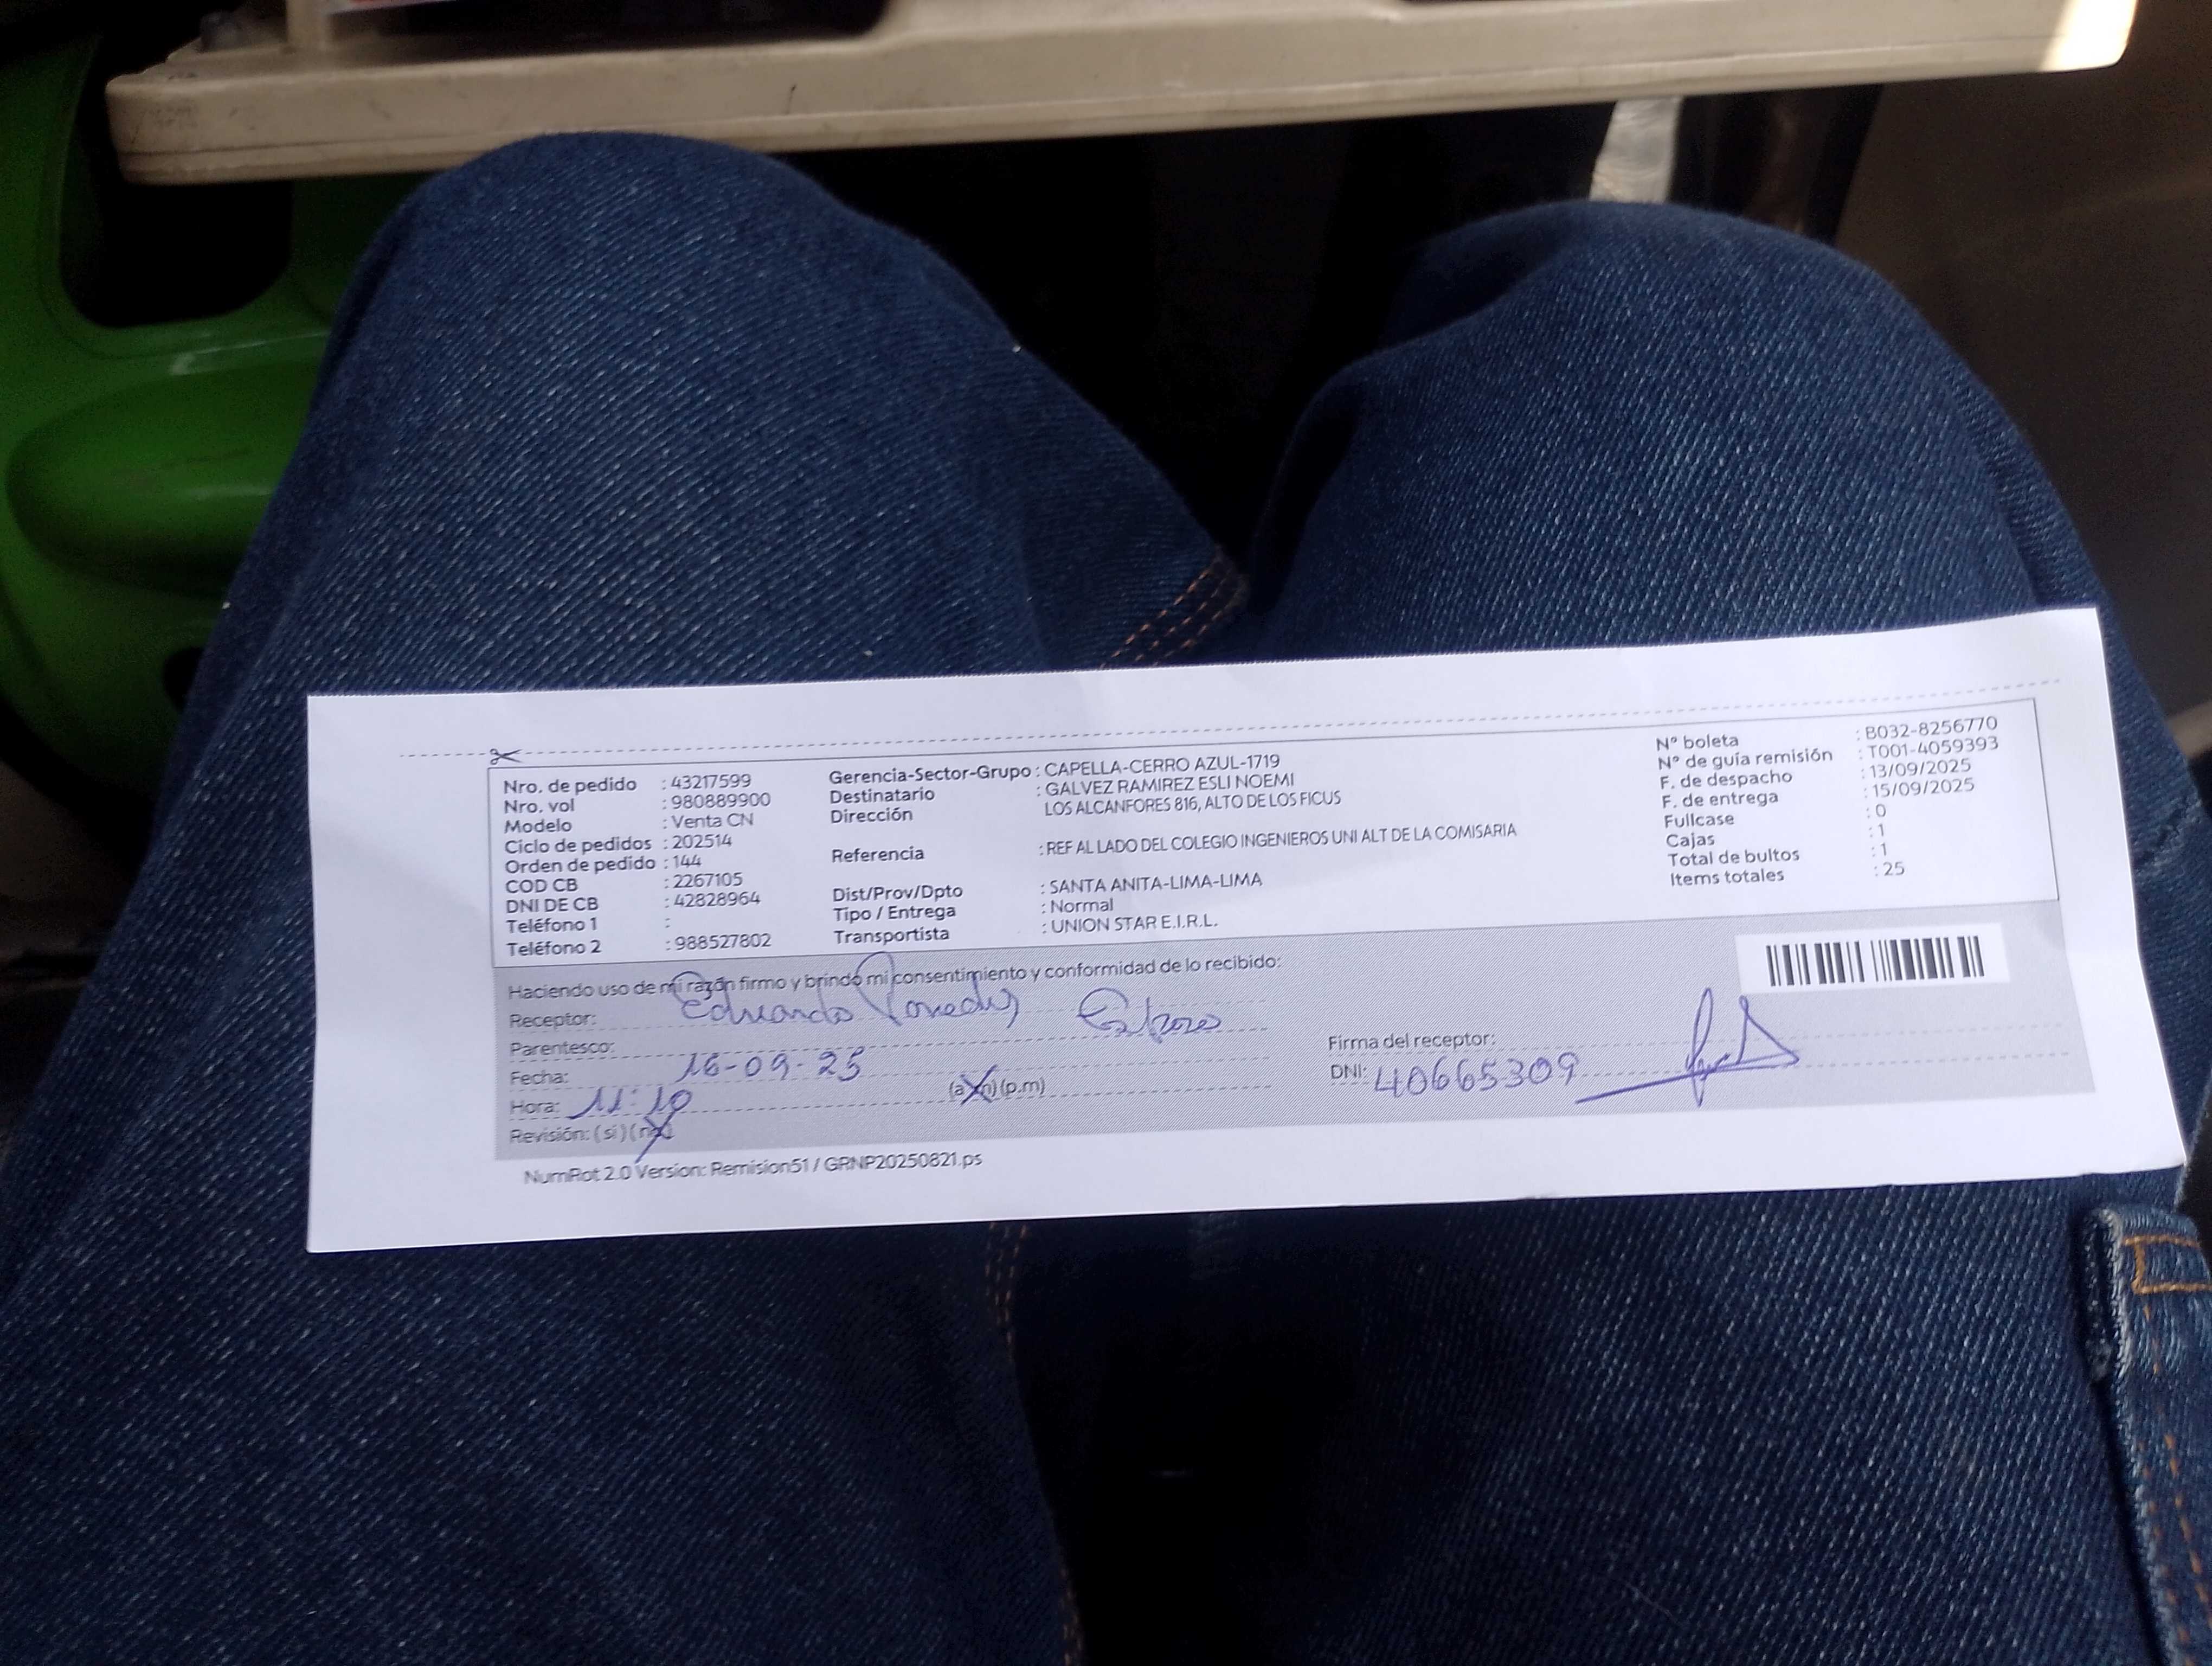 Nro. de pedido : 43217599
Nro. vol : 980889900
Modelo : Venta CN
Ciclo de pedidos : 202514
Orden de pedido : 144
COD CB : 2267105
DNI DE CB : 42828964
Teléfono 1 :
Teléfono 2 : 988527802
Gerencia-Sector-Grupo : CAPELLA-CERRO AZUL-1719
Destinatario : GALVEZ RAMIREZ ESLI NOEMI
Dirección LOS ALCANFORES 816, ALTO DE LOS FICUS
Referencia : REF AL LADO DEL COLEGIO INGENIEROS UNI ALT DE LA COMISARIA
Dist/Prov/Dpto : SANTA ANITA-LIMA-LIMA
Tipo / Entrega : Normal
Transportista : UNION STAR E.I.R.L.
N° boleta : B032-8256770
N° de guía remisión : T001-4059393
F. de despacho : 13/09/2025
F. de entrega : 15/09/2025
Fullcase : 0
Cajas : 1
Total de bultos : 1
Items totales : 25
Haciendo uso de mi razón firmo y brindo mi consentimiento y conformidad de lo recibido:
Receptor: Eduardo
Parentesco: Esposo
Fecha: 16-09-25
Hora: 11:10 (a.m) (p.m)
Revisión: (si) (no)
Firma del receptor:
DNI: 40665309
NumRot 2.0 Version: Remision51 / GRNP20250821.ps